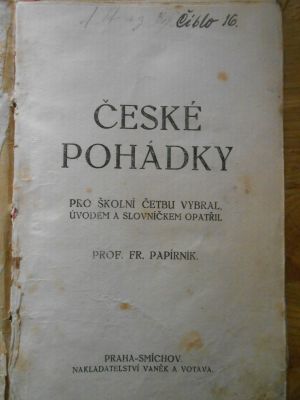 Číslo 16.
ČESKÉ
POHÁDKY
PRO ŠKOLNÍ ČETBU VYBRAL,
ÚVODEM A SLOVNÍČKEM OPATŘIL
PROF. FR. PAPÍRNÍK.
PRAHA-SMÍCHOV.
NAKLADATELSTVÍ VANĚK A VOTAVA.